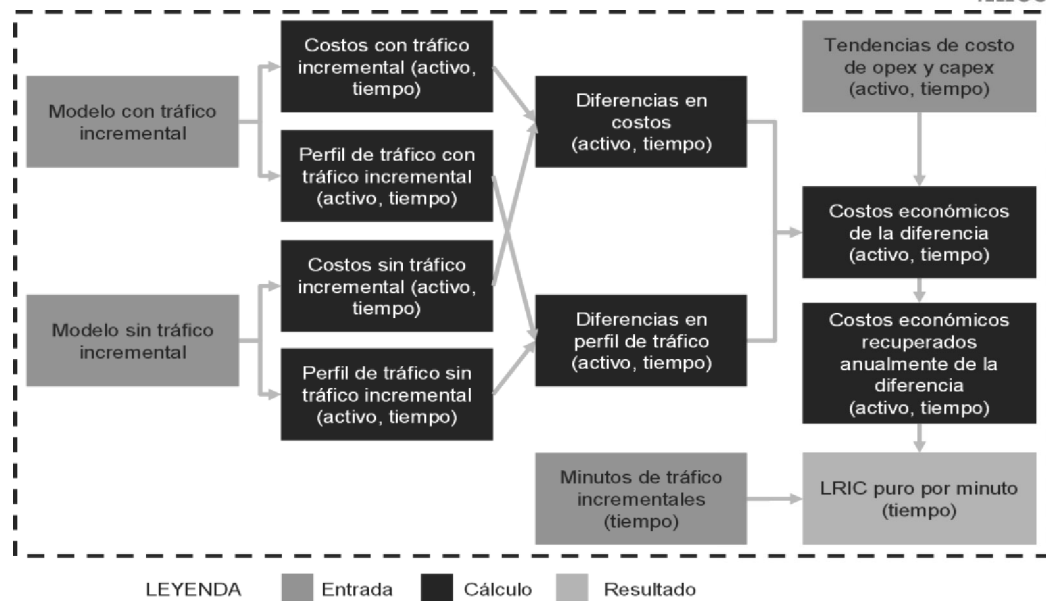 Modelo con tráfico
incremental
Modelo sin tráfico
incremental
Costos con tráfico
incremental (activo,
tiempo)
Perfil de tráfico con
tráfico incremental
(activo, tiempo)
Costos sin tráfico
incremental (activo,
tiempo)
Perfil de tráfico sin
tráfico incremental
(activo, tiempo)
Diferencias en
costos
(activo, tiempo)
Diferencias en
perfil de tráfico
(activo, tiempo)
Minutos de tráfico
incrementales
(tiempo)
Tendencias de costo
de opex y capex
(activo, tiempo)
Costos económicos
de la diferencia
(activo, tiempo)
Costos económicos
recuperados
anualmente de la
diferencia
(activo, tiempo)
LRIC puro por minuto
(tiempo)
LEYENDA Entrada Cálculo Resultado